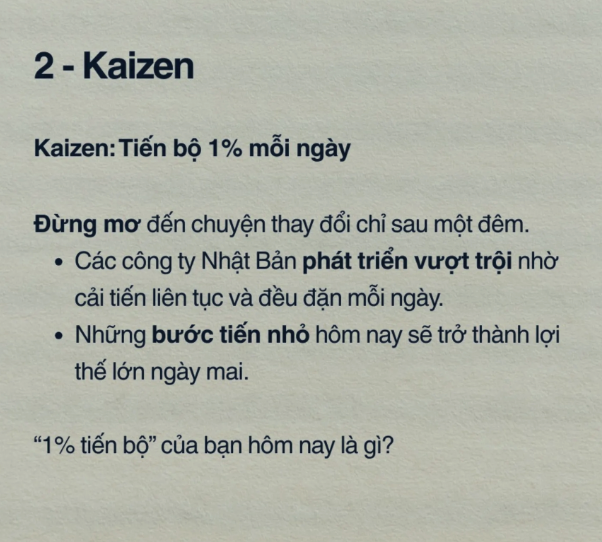 2 - Kaizen
Kaizen: Tiến bộ 1% mỗi ngày
Đừng mơ đến chuyện thay đổi chỉ sau một đêm.
• Các công ty Nhật Bản phát triển vượt trội nhờ
cải tiến liên tục và đều đặn mỗi ngày.
• Những bước tiến nhỏ hôm nay sẽ trở thành lợi
thế lớn ngày mai.
“1% tiến bộ” của bạn hôm nay là gì?